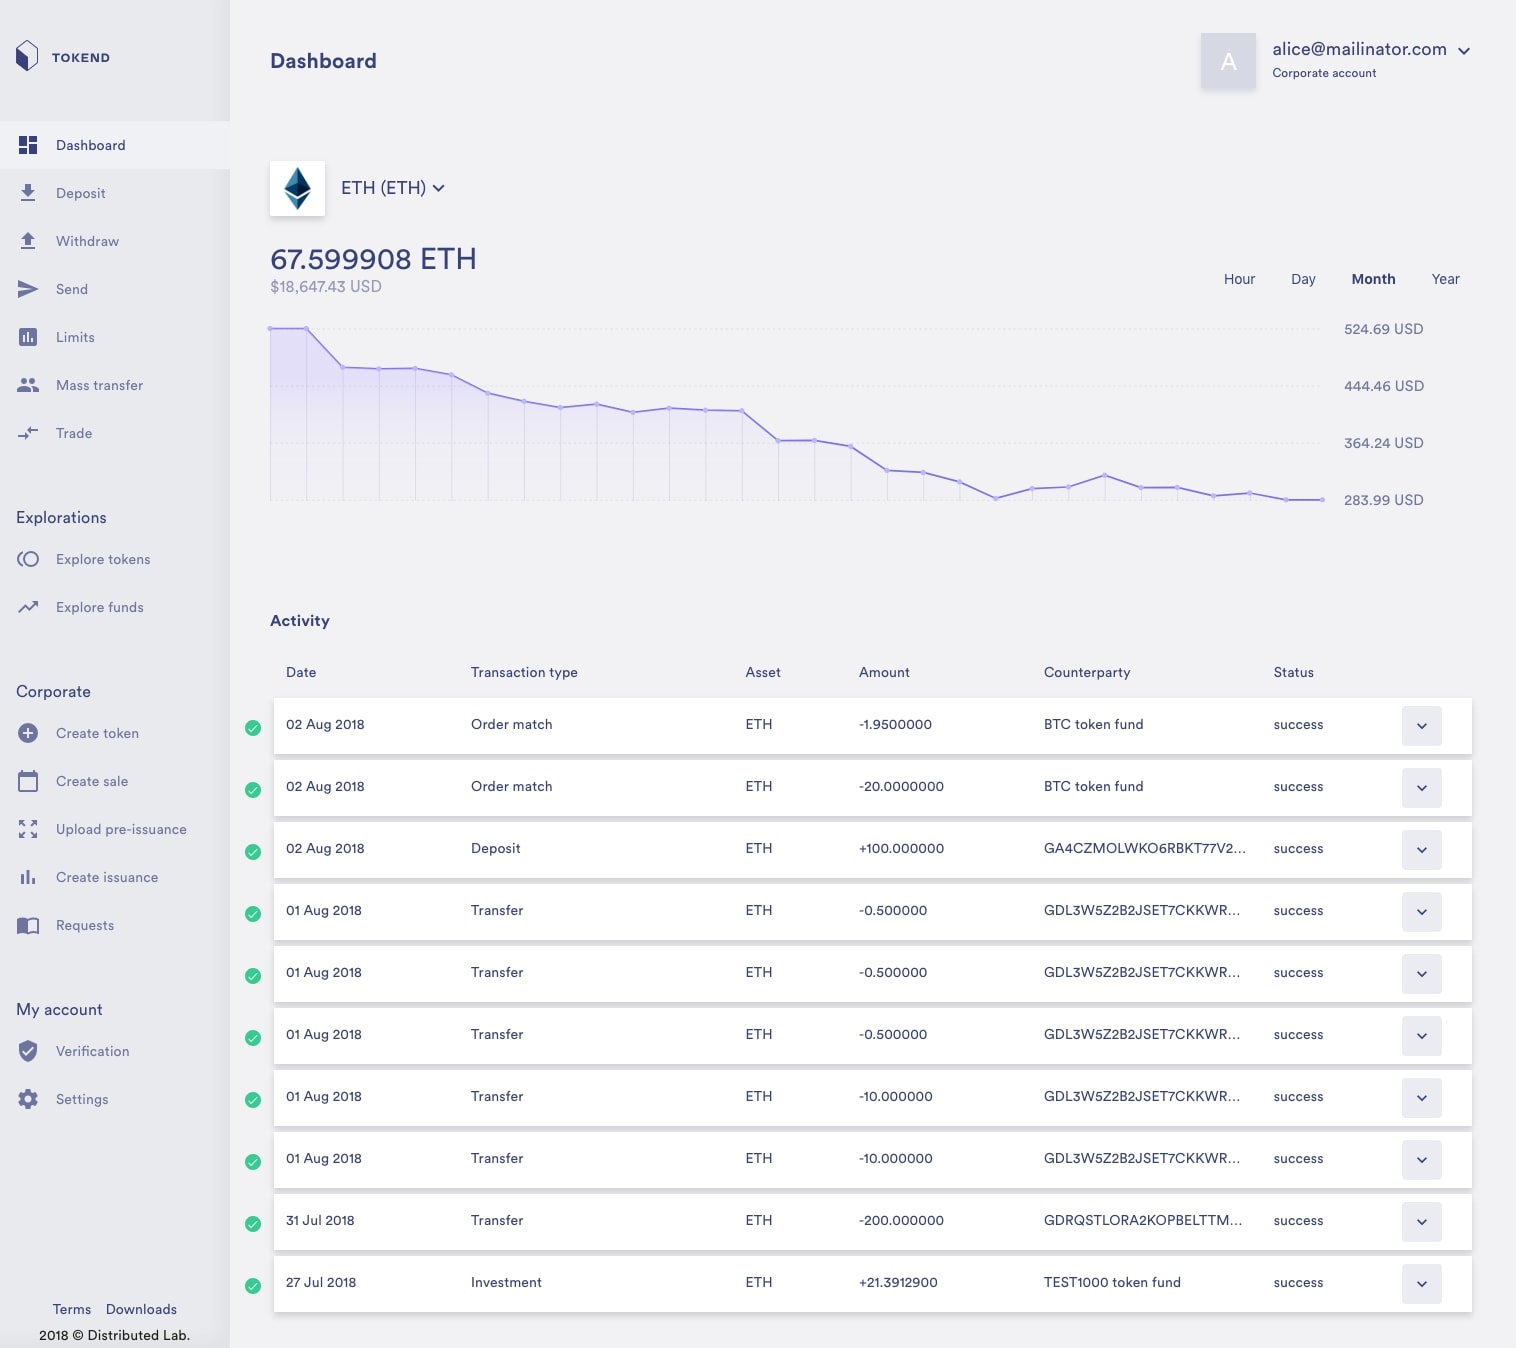 TOKEND
Dashboard
Deposit
Withdraw
Send
Limits
Mass transfer
Trade
Explorations
Explore tokens
Explore funds
Corporate
Create token
Create sale
Upload pre-issuance
Create issuance
Requests
My account
Verification
Settings
Terms Downloads
2018 © Distributed Lab.
Dashboard
A
alice@mailinator.com
Corporate account
ETH (ETH)
67.599908 ETH
$18,647.43 USD
Hour Day Month Year
524.69 USD
444.46 USD
364.24 USD
283.99 USD
Activity
Date Transaction type Asset Amount Counterparty Status
02 Aug 2018 Order match ETH -1.9500000 BTC token fund success
02 Aug 2018 Order match ETH -20.0000000 BTC token fund success
02 Aug 2018 Deposit ETH +100.000000 GA4CZMOLWKO6RBKT77V2... success
01 Aug 2018 Transfer ETH -0.500000 GDL3W5Z2B2JSET7CKKWR... success
01 Aug 2018 Transfer ETH -0.500000 GDL3W5Z2B2JSET7CKKWR... success
01 Aug 2018 Transfer ETH -0.500000 GDL3W5Z2B2JSET7CKKWR... success
01 Aug 2018 Transfer ETH -10.000000 GDL3W5Z2B2JSET7CKKWR... success
01 Aug 2018 Transfer ETH -10.000000 GDL3W5Z2B2JSET7CKKWR... success
31 Jul 2018 Transfer ETH -200.000000 GDRQSTLORA2KOPBELTTM... success
27 Jul 2018 Investment ETH +21.3912900 TEST1000 token fund success